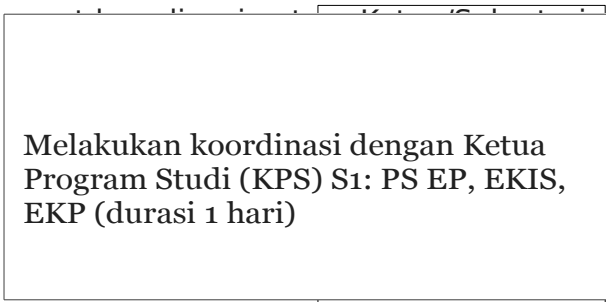 Melakukan koordinasi dengan Ketua
Program Studi (KPS) S1: PS EP, EKIS,
EKP (durasi 1 hari)